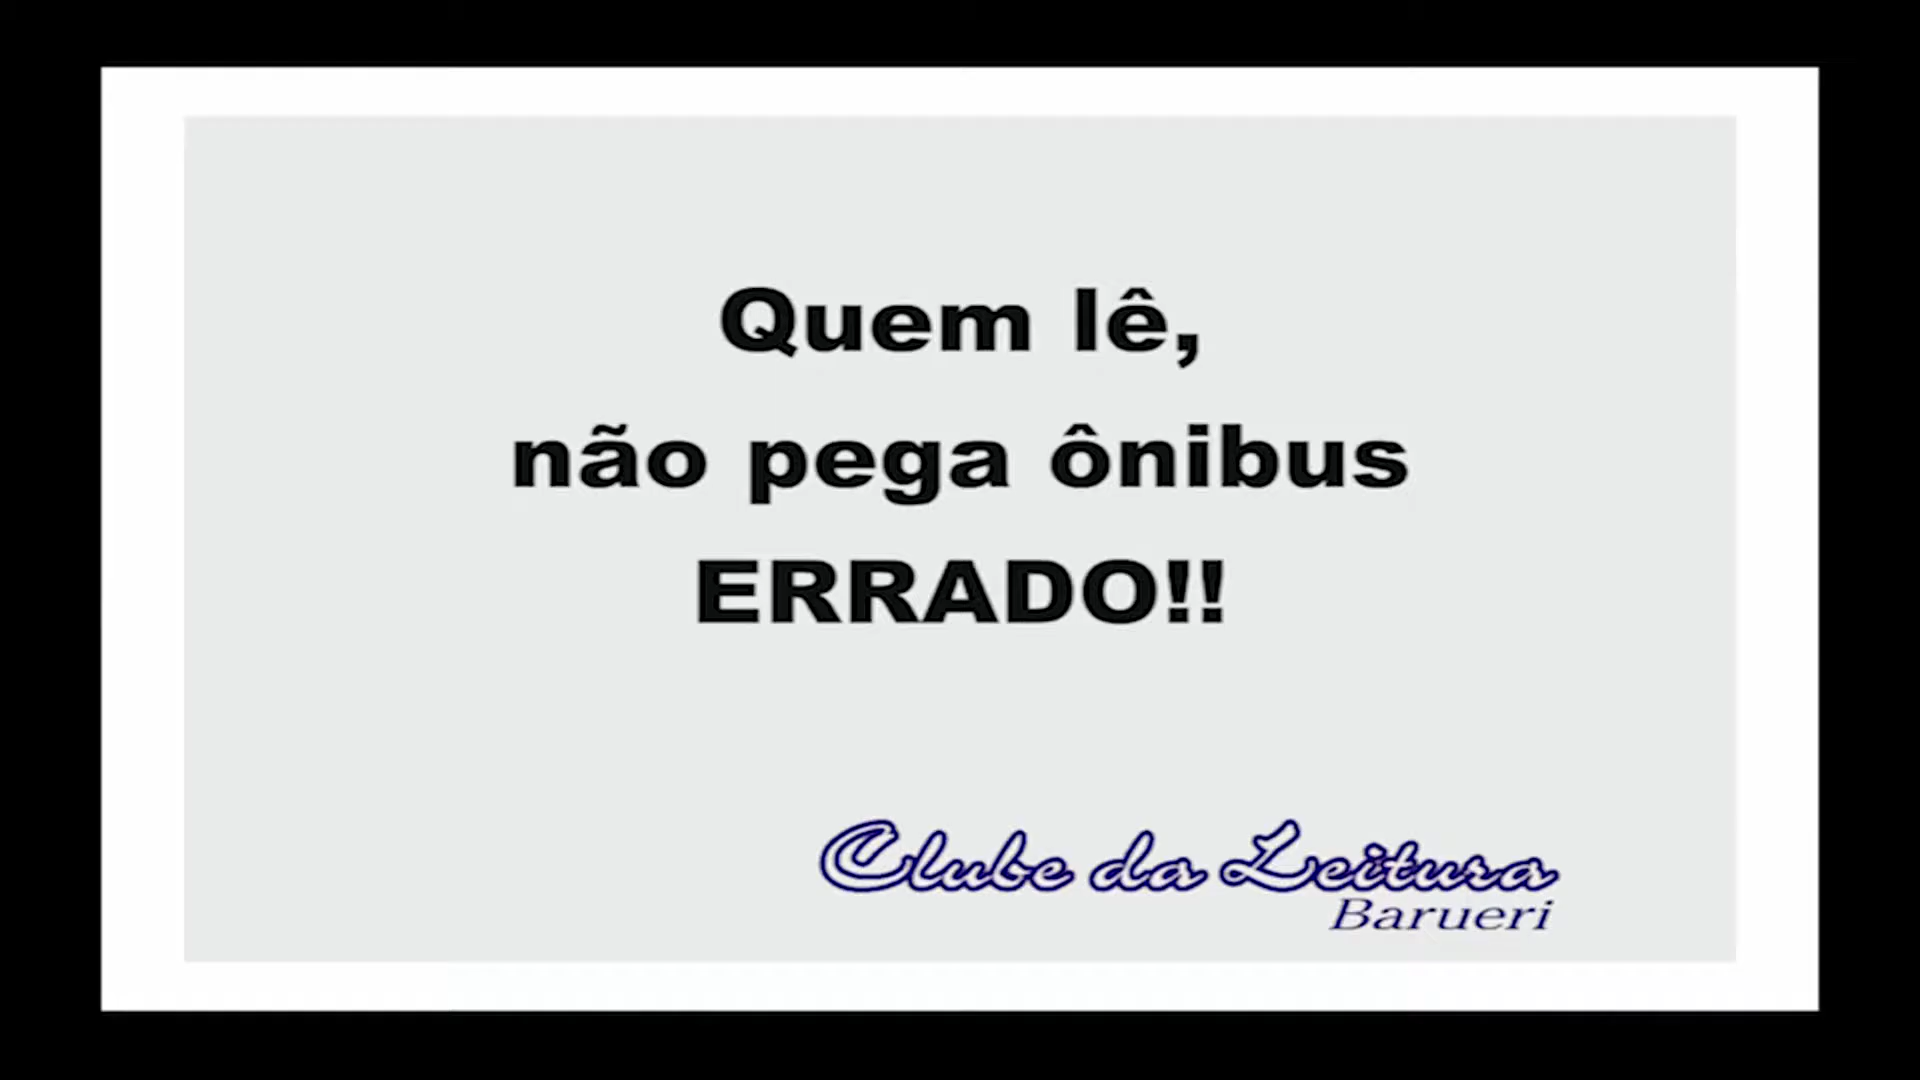 Quem lê,
não pega ônibus
ERRADO!!
Clube da Leitura
Barueri